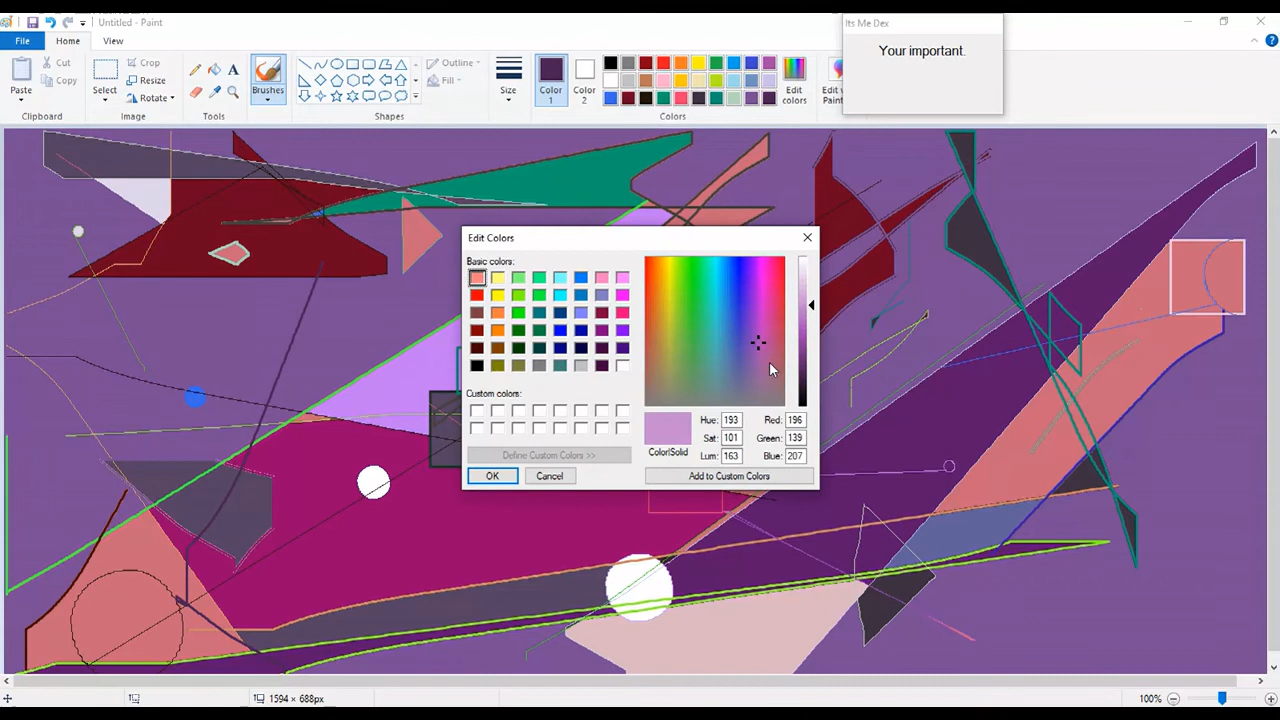 Untitled - Paint
Its Me Dex
Your important.
File
Home
View
Paste
Cut
Copy
Clipboard
Select
Crop
Resize
Rotate
Image
A
Tools
Brushes
Shapes
Outline
Fill
Size
Color
1
Color
2
Edit
colors
Edit
Paint
Colors
Edit Colors
Basic colors:
Custom colors:
Define Custom Colors >>
OK
Cancel
Color|Solid
Hue: 193
Sat: 101
Lum: 163
Red: 196
Green: 139
Blue: 207
Add to Custom Colors
1594 × 688px
100%